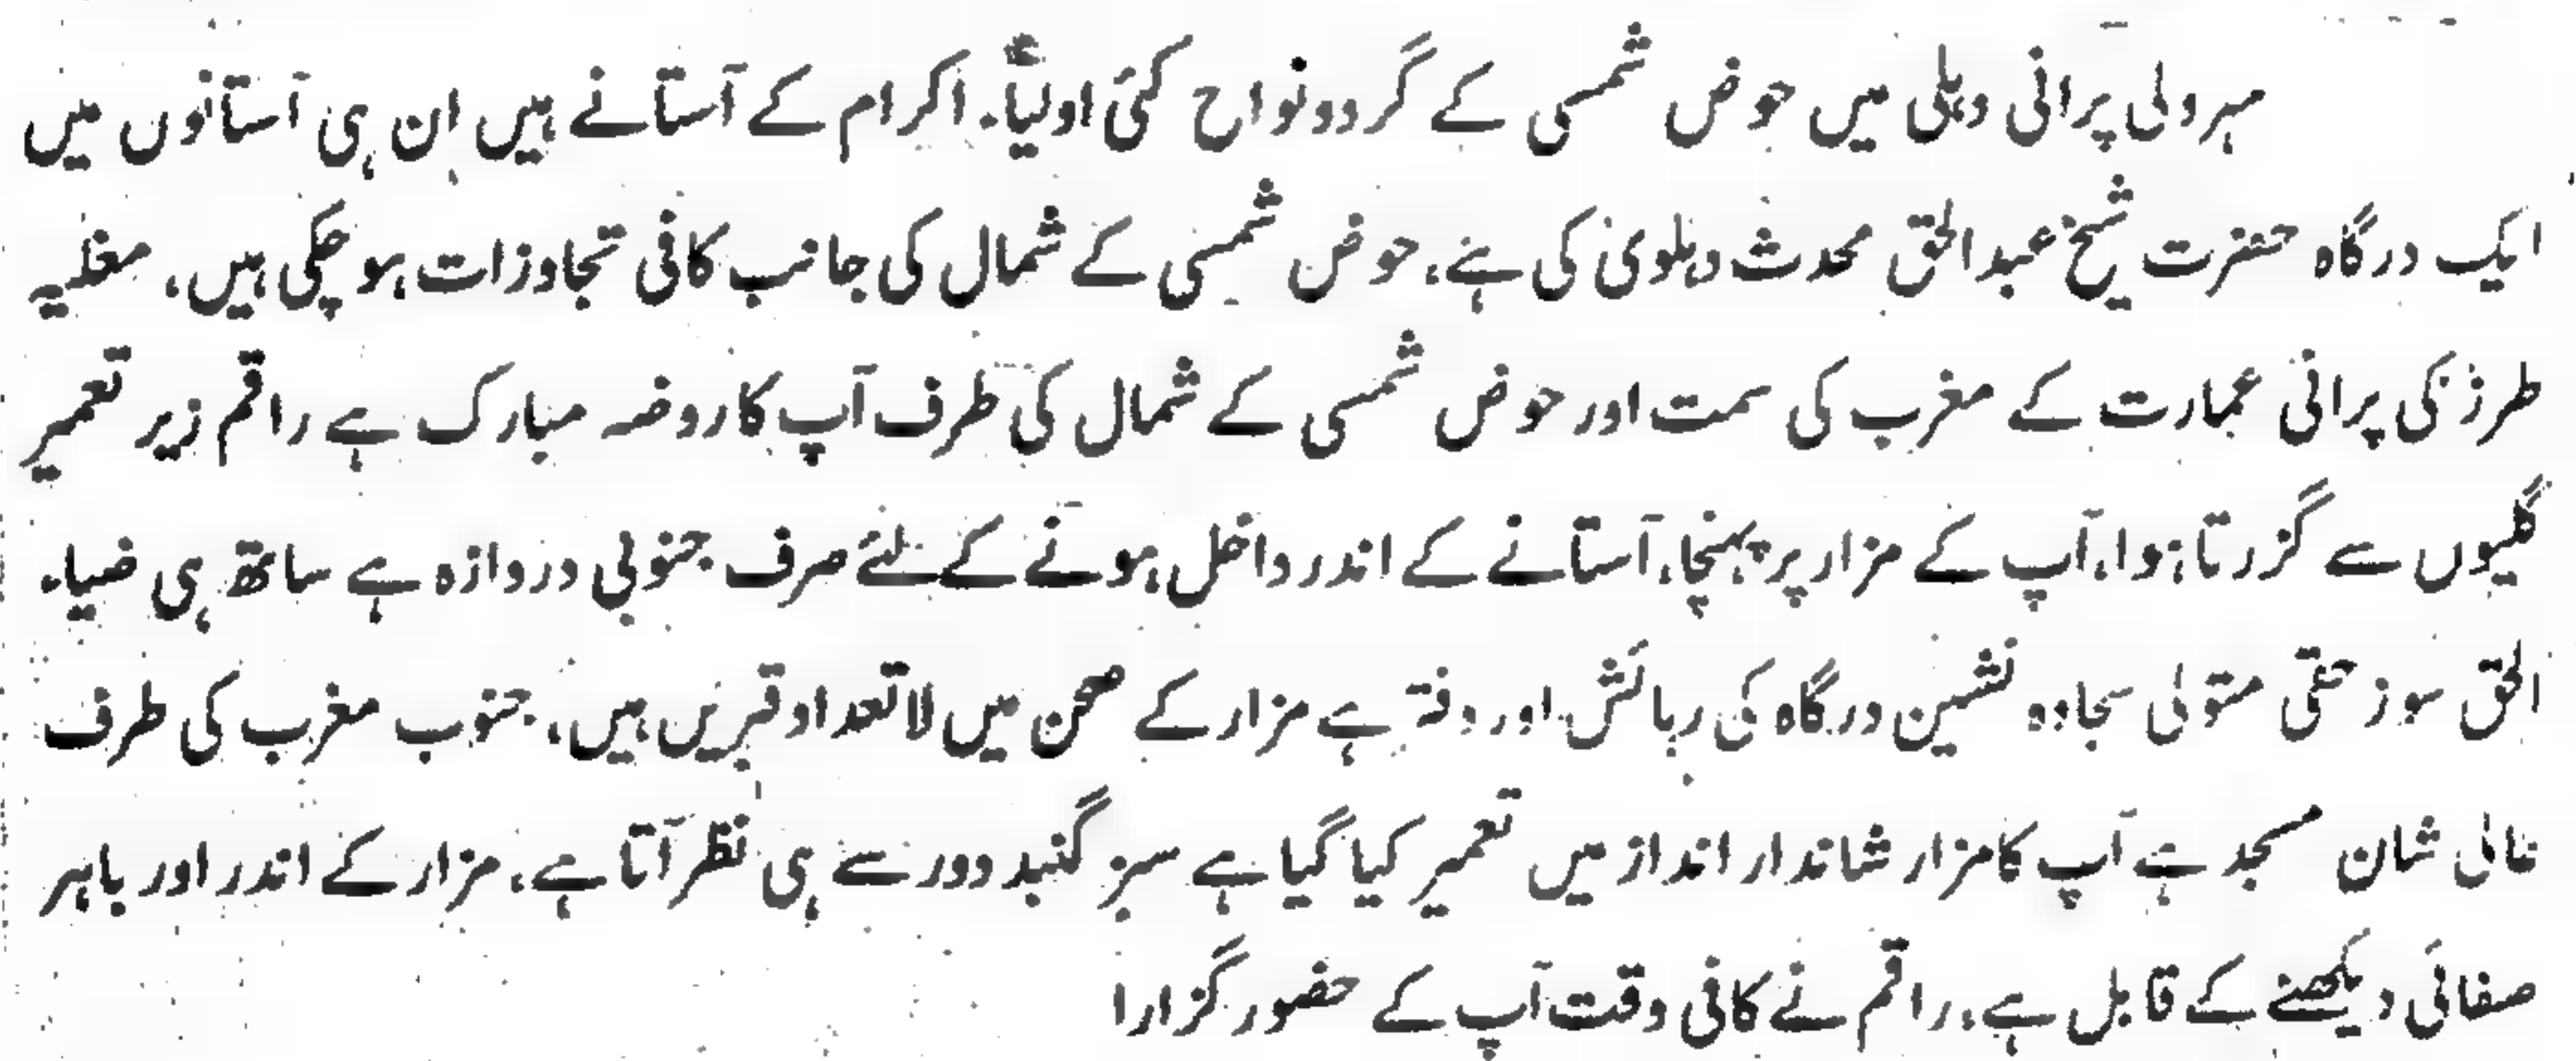 مہرولی پرانی دہلی میں حوض شمسی کے گردونواح کئی اولیاؒ۔ اکرام کے آستانے ہیں ان ہی آستانوں میں
ایک درگاہ حضرت شیخ عبدالحق محدث دہلوی کی ہے، حوض شمسی کے شمال کی جانب کافی تجاوزات ہو چکی ہیں، مغلیہ
طرز کی پرانی عمارت کے مغرب کی سمت اور حوض شمسی کے شمال کی طرف آپ کا روضہ مبارک ہے راقم زیر تعمیر
گلیوں سے گزرتا ہوا، آپ کے مزار پر پہنچا، آستانے کے اندر داخل ہونے کے لئے صرف جنوبی دروازہ ہے ساتھ ہی ضیاء
الحق سوز حقی متولی سجادہ نشین درگاہ کی رہائش اور دفتر ہے مزار کے صحن میں لا تعداد قبریں ہیں، جنوب مغرب کی طرف
عالی شان مسجد ہے آپ کا مزار شاندار انداز میں تعمیر کیا گیا ہے سبز گنبد دور سے ہی نظر آتا ہے، مزار کے اندر اور باہر
صفائی دیکھنے کے قابل ہے، راقم نے کافی وقت آپ کے حضور گزارا